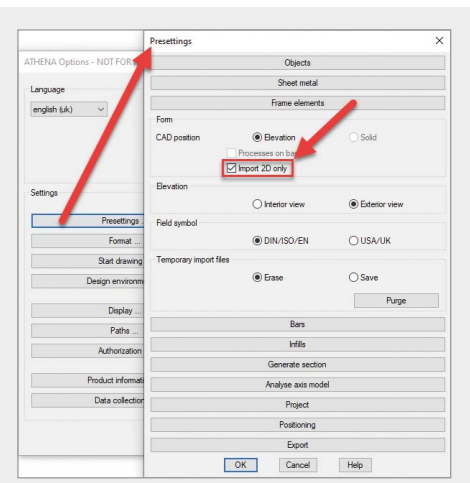 Presettings
ATHENA Options - NOT FOR
Language
english (uk)
Settings
Presettings ...
Format ...
Start drawing
Design environm
Display ...
Paths ...
Authorization
Product informati
Data collection
Objects
Sheet metal
Frame elements
Form
CAD position
Elevation
Solid
Processes on ba
Import 2D only
Elevation
Interior view
Exterior view
Field symbol
DIN/ISO/EN
USA/UK
Temporary import files
Erase
Save
Purge
Bars
Infills
Generate section
Analyse axis model
Project
Positioning
Export
OK
Cancel
Help